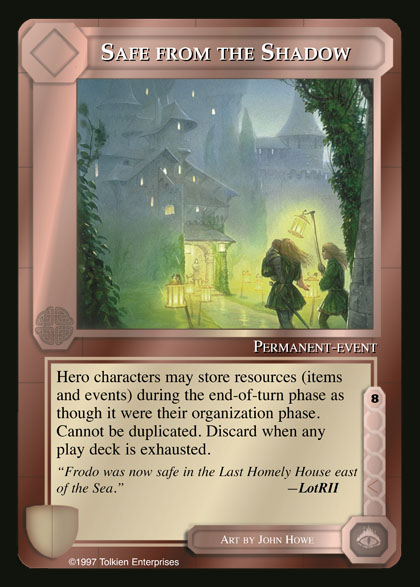 Safe from the Shadow
Permanent-event
Hero characters may store resources (items
and events) during the end-of-turn phase as
though it were their organization phase.
Cannot be duplicated. Discard when any
play deck is exhausted.
“Frodo was now safe in the Last Homely House east
of the Sea.” —LotRII
8
Art by John Howe
©1997 Tolkien Enterprises